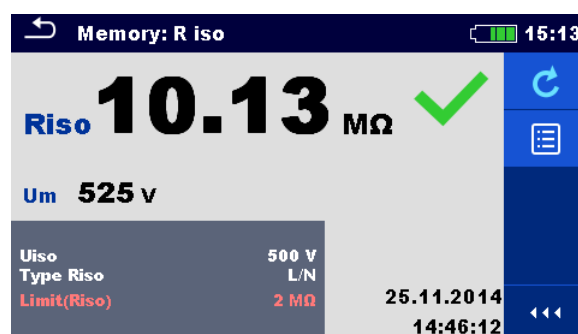 Memory: R iso 15:13
Riso 10.13 MΩ
Um 525 V
Uiso 500 V
Type Riso L/N
Limit(Riso) 2 MΩ
25.11.2014
14:46:12